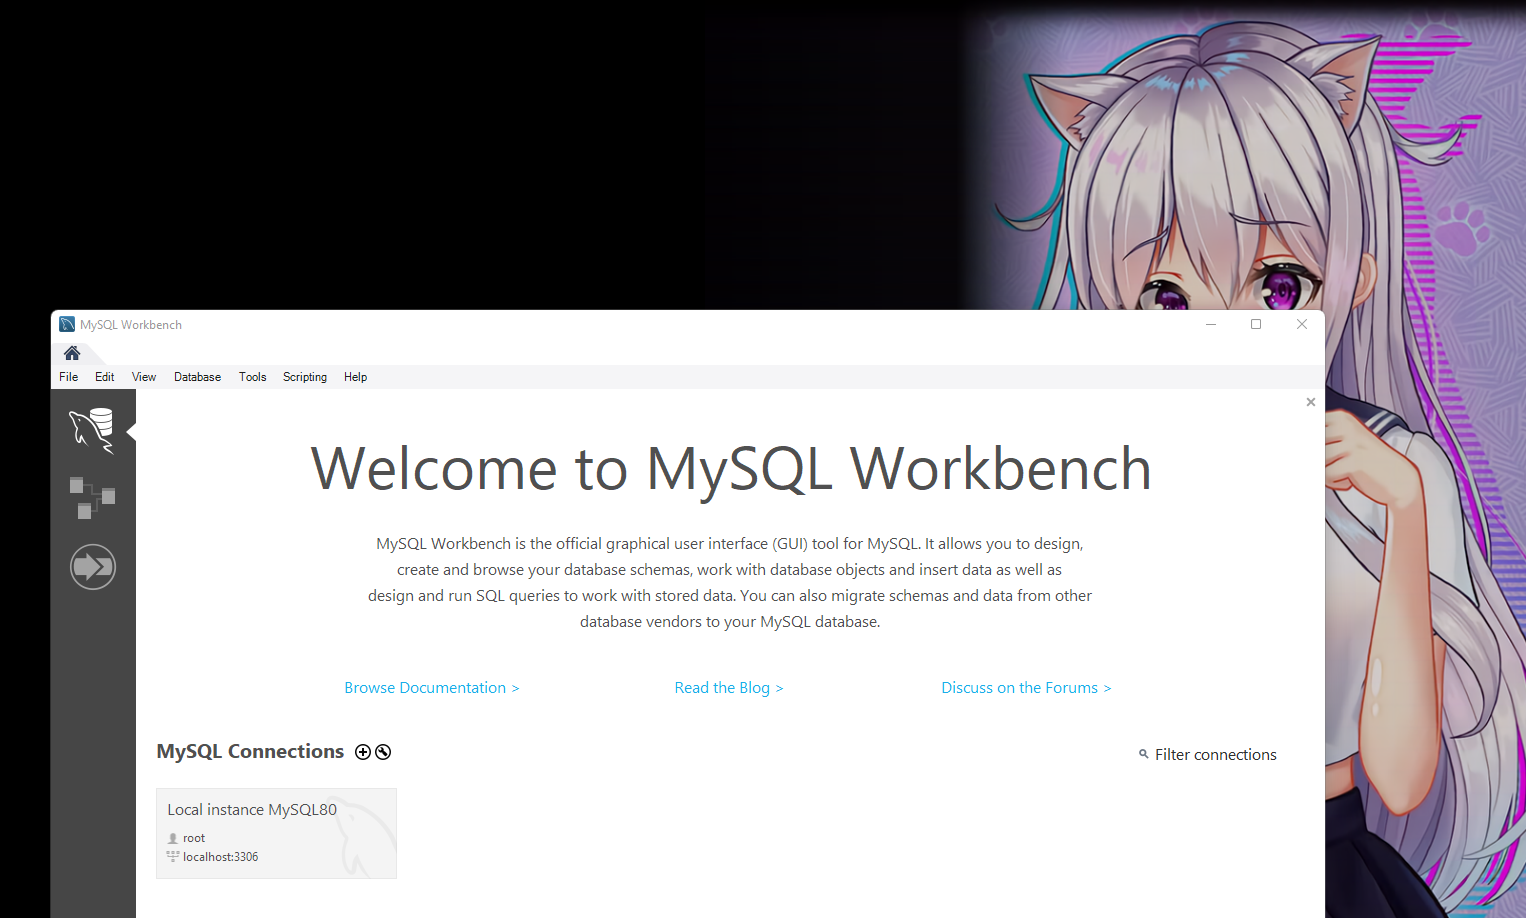 MySQL Workbench
File Edit View Database Tools Scripting Help
Welcome to MySQL Workbench
MySQL Workbench is the official graphical user interface (GUI) tool for MySQL. It allows you to design,
create and browse your database schemas, work with database objects and insert data as well as
design and run SQL queries to work with stored data. You can also migrate schemas and data from other
database vendors to your MySQL database.
Browse Documentation > Read the Blog > Discuss on the Forums >
MySQL Connections Filter connections
Local instance MySQL80
root
localhost:3306